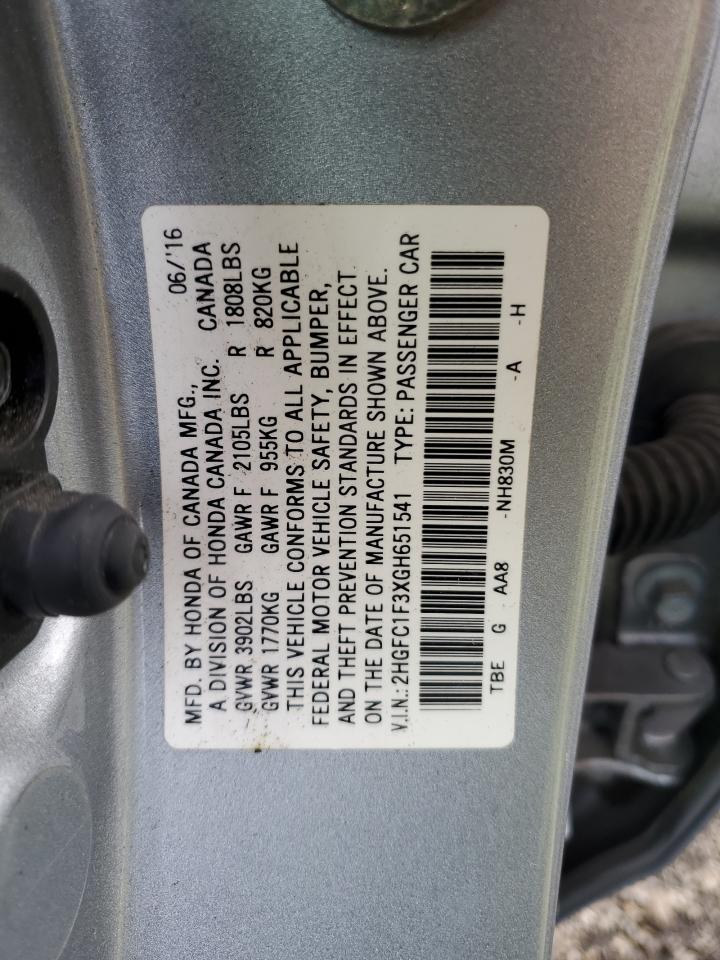 MFD. BY HONDA OF CANADA MFG., 06/'16
A DIVISION OF HONDA CANADA INC. CANADA
GVWR 3902LBS GAWR F 2105LBS R 1808LBS
GVWR 1770KG GAWR F 955KG R 820KG
THIS VEHICLE CONFORMS TO ALL APPLICABLE
FEDERAL MOTOR VEHICLE SAFETY, BUMPER,
AND THEFT PREVENTION STANDARDS IN EFFECT
ON THE DATE OF MANUFACTURE SHOWN ABOVE.
V.I.N.: 2HGFC1F3XGH651541 TYPE: PASSENGER CAR
TBE G AA8 -NH830M -A -H